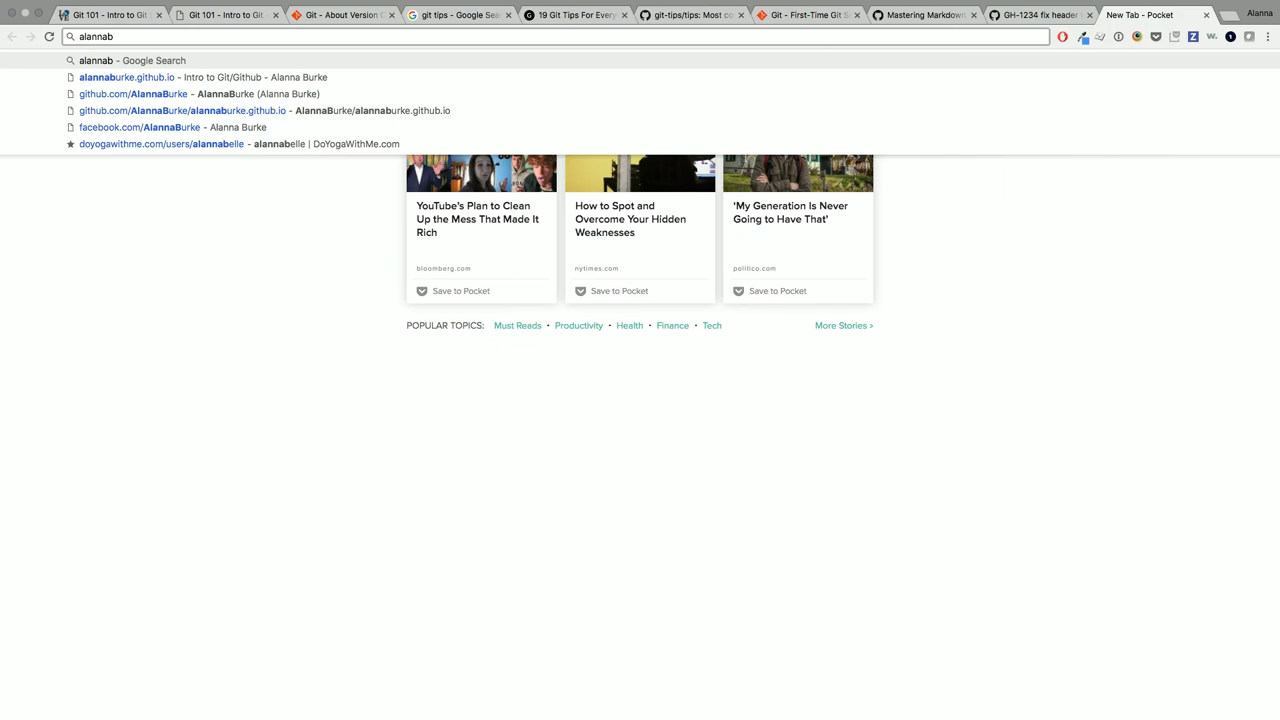 Git 101 - Intro to Git
Git 101 - Intro to Git
Git - About Version C
git tips - Google Sea
19 Git Tips For Every
git-tips/tips: Most co
Git - First-Time Git S
Mastering Markdown
GH-1234 fix header
New Tab - Pocket
Alanna
alannab
alannab - Google Search
alannaburke.github.io - Intro to Git/Github - Alanna Burke
github.com/AlannaBurke - AlannaBurke (Alanna Burke)
github.com/AlannaBurke/alannaburke.github.io - AlannaBurke/alannaburke.github.io
facebook.com/AlannaBurke - Alanna Burke
doyogawithme.com/users/alannabelle - alannabelle | DoYogaWithMe.com
YouTube's Plan to Clean
Up the Mess That Made It
Rich
bloomberg.com
Save to Pocket
How to Spot and
Overcome Your Hidden
Weaknesses
nytimes.com
Save to Pocket
'My Generation Is Never
Going to Have That'
politico.com
Save to Pocket
POPULAR TOPICS: Must Reads • Productivity • Health • Finance • Tech More Stories >